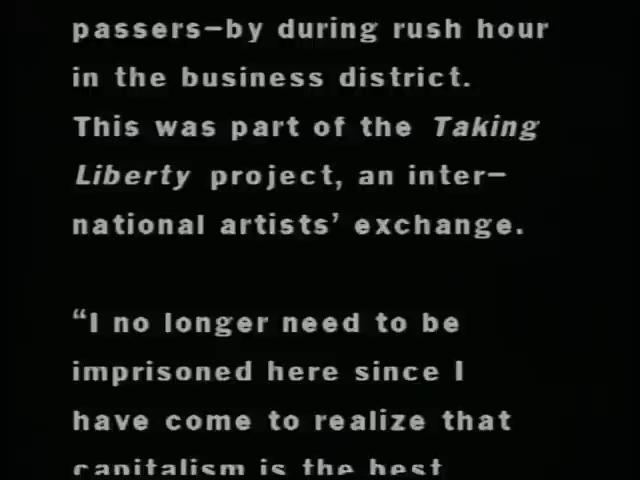 passers-by during rush hour
in the business district.
This was part of the Taking
Liberty project, an inter-
national artists’ exchange.
“I no longer need to be
imprisoned here since I
have come to realize that
capitalism is the best